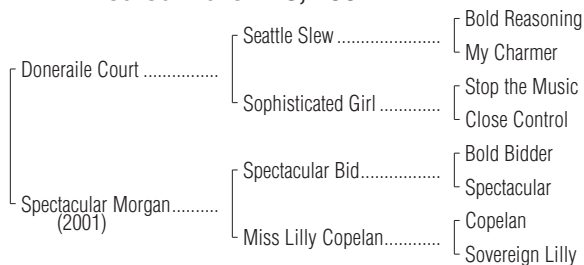 Bold Reasoning
Seattle Slew ...................
My Charmer
Doneraile Court ................
Stop the Music
Sophisticated Girl .............
Close Control
Bold Bidder
Spectacular Bid.................
Spectacular
Spectacular Morgan..........
(2001)
Copelan
Miss Lilly Copelan.............
Sovereign Lilly